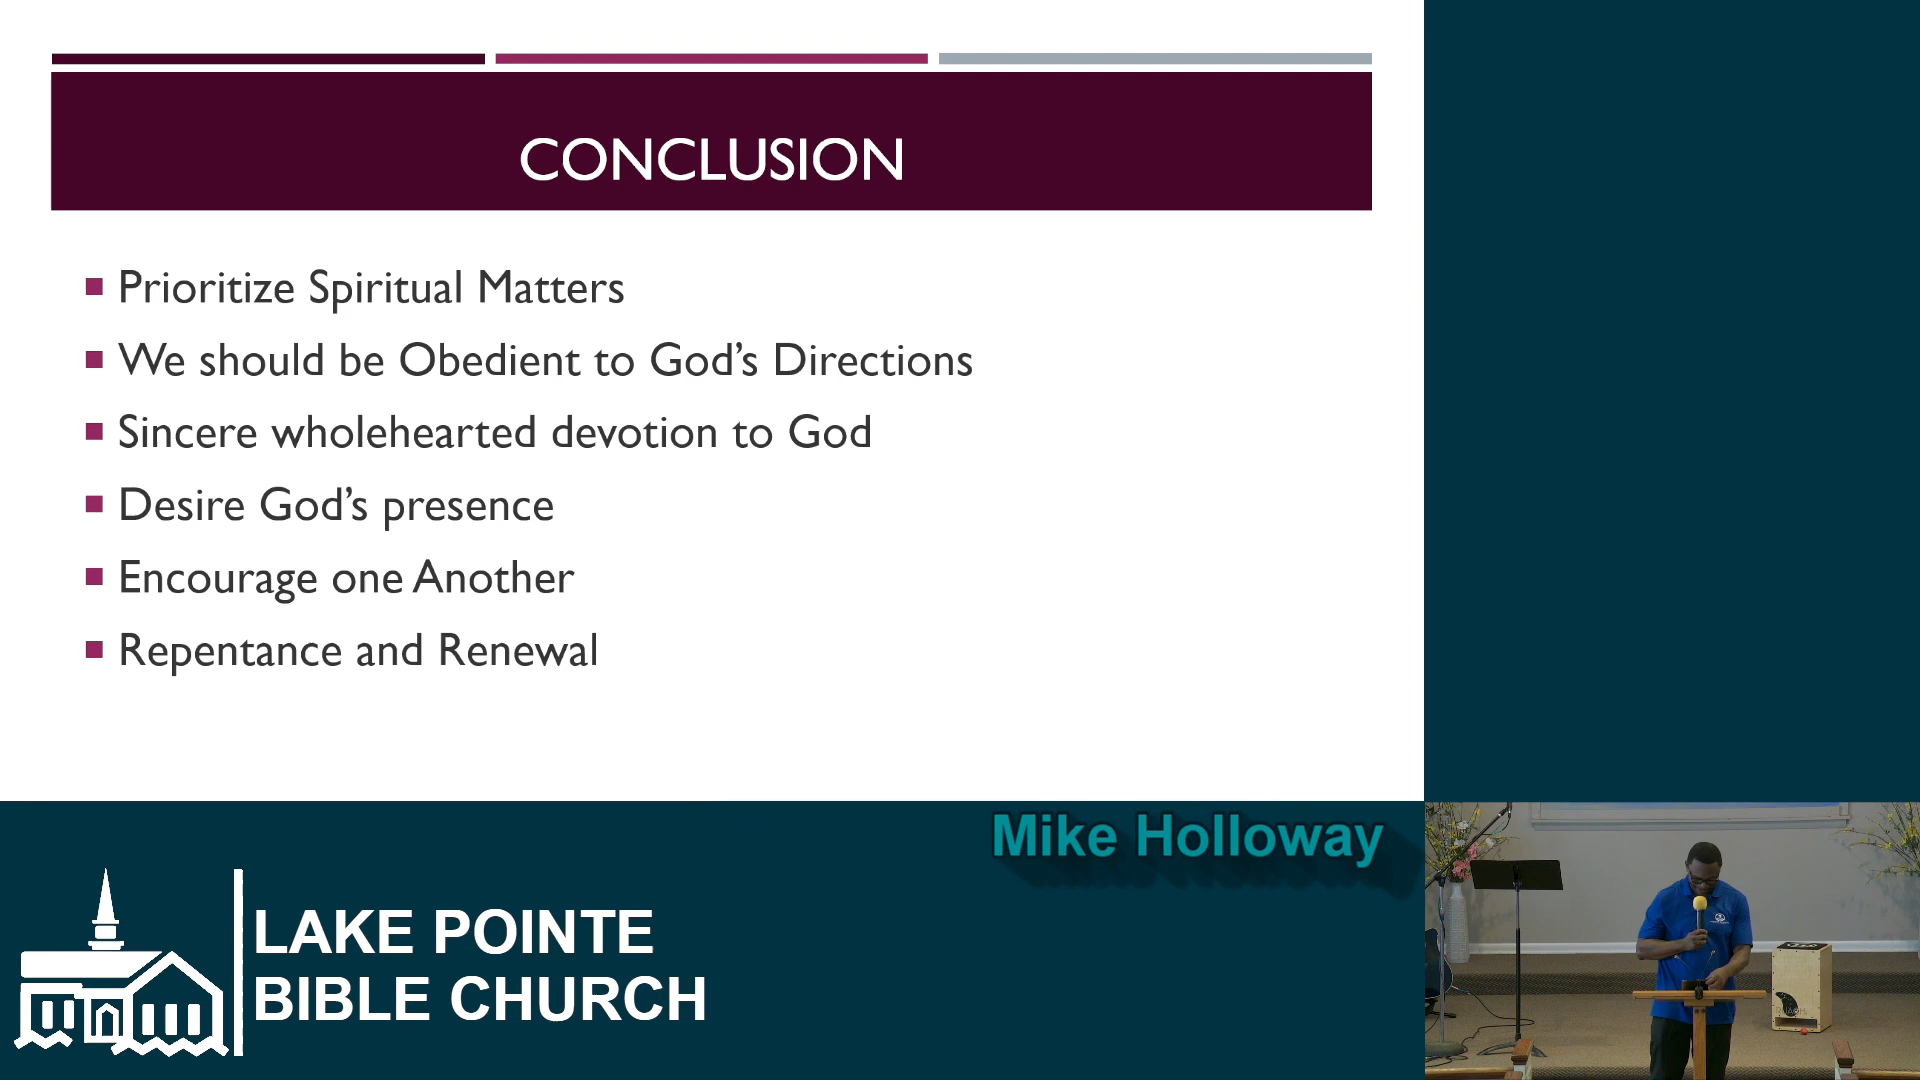 CONCLUSION
Prioritize Spiritual Matters
We should be Obedient to God’s Directions
Sincere wholehearted devotion to God
Desire God’s presence
Encourage one Another
Repentance and Renewal
Mike Holloway
LAKE POINTE
BIBLE CHURCH